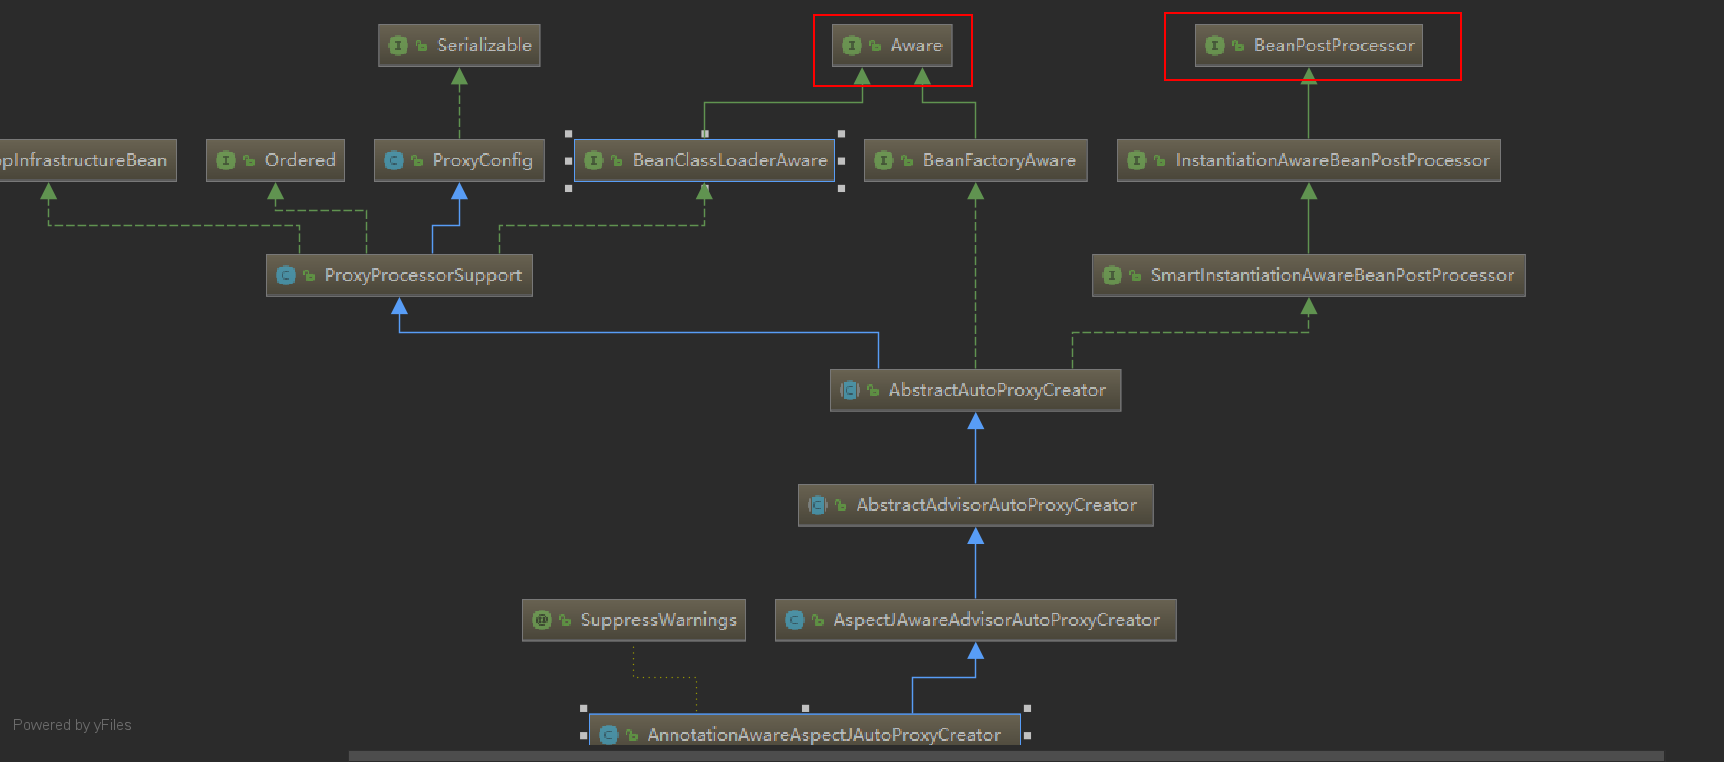 Serializable
Aware
BeanPostProcessor
pInfrastructureBean
Ordered
ProxyConfig
BeanClassLoaderAware
BeanFactoryAware
InstantiationAwareBeanPostProcessor
ProxyProcessorSupport
SmartInstantiationAwareBeanPostProcessor
AbstractAutoProxyCreator
AbstractAdvisorAutoProxyCreator
SuppressWarnings
AspectJAwareAdvisorAutoProxyCreator
Powered by yFiles
AnnotationAwareAspectJAutoProxyCreator